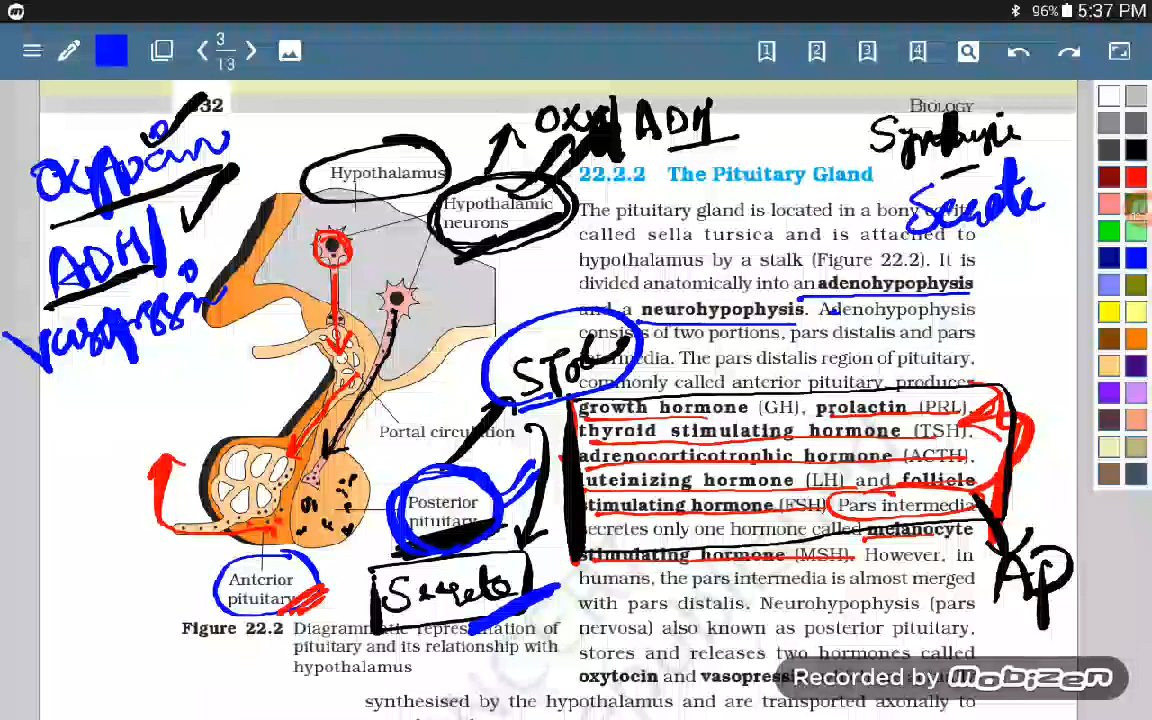 96% 5:37 PM
3
13
1 2 3 4
32
BIOLOGY
OXY ADH
Synthesis
Secrete
Oxytocin
ADH
Vasopressin
Hypothalamus
Hypothalamic
neurons
Portal circulation
Posterior
pituitary
Anterior
pituitary
Store
Secrete
Figure 22.2 Diagrammatic representation of
pituitary and its relationship with
hypothalamus
22.2.2 The Pituitary Gland
The pituitary gland is located in a bony cavity
called sella tursica and is attached to
hypothalamus by a stalk (Figure 22.2). It is
divided anatomically into an adenohypophysis
and a neurohypophysis. Adenohypophysis
consists of two portions, pars distalis and pars
intermedia. The pars distalis region of pituitary,
commonly called anterior pituitary, produces
growth hormone (GH), prolactin (PRL),
thyroid stimulating hormone (TSH),
adrenocorticotrophic hormone (ACTH),
luteinizing hormone (LH) and follicle
stimulating hormone (FSH). Pars intermedia
secretes only one hormone called melanocyte
stimulating hormone (MSH). However, in
humans, the pars intermedia is almost merged
with pars distalis. Neurohypophysis (pars
nervosa) also known as posterior pituitary,
stores and releases two hormones called
oxytocin and vasopressin
synthesised by the hypothalamus and are transported axonally to
AP
Recorded by
mobizen